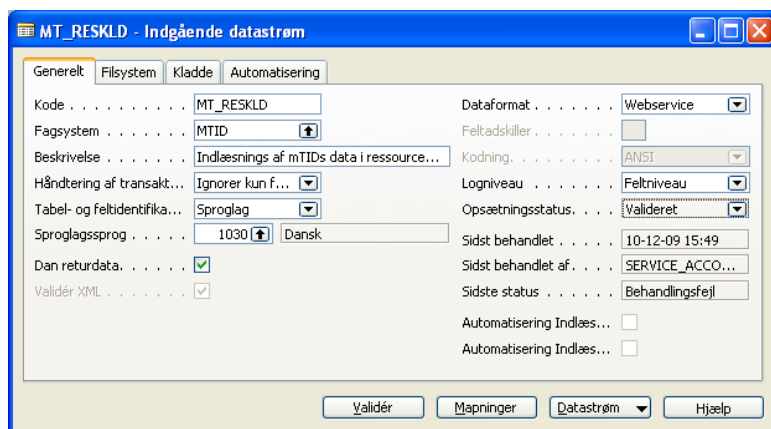 MT_RESKLD - Indgående datastrøm
Generelt Filsystem Kladde Automatisering
Kode . . . . . . . . . . MT_RESKLD
Fagsystem . . . . . . . MTID
Beskrivelse . . . . . . . Indlæsnings af mTIDs data i ressource...
Håndtering af transakt... Ignorer kun f...
Tabel- og feltidentifika... Sproglag
Sproglagssprog . . . . . 1030 Dansk
Dan returdata. . . . . .
Validér XML . . . . . . .
Dataformat . . . . . . . Webservice
Feltadskiller . . . . . .
Kodning. . . . . . . . . ANSI
Logniveau . . . . . . . Feltniveau
Opsætningsstatus. . . . Valideret
Sidst behandlet . . . . . 10-12-09 15:49
Sidst behandlet af. . . . SERVICE_ACCO...
Sidste status . . . . . . Behandlingsfejl
Automatisering Indlæs...
Automatisering Indlæs...
Validér Mapninger Datastrøm Hjælp